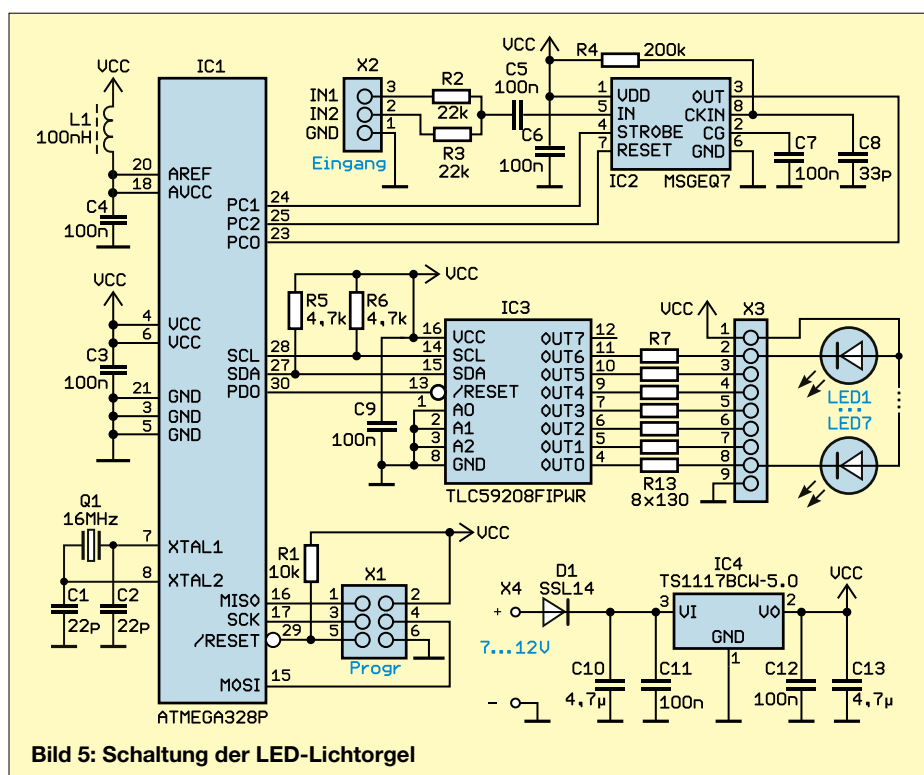 IC1
VCC
L1
100nH
20 AREF
18 AVCC
C4
100n
PC1 24
PC2 25
PC0 23
VCC
4 VCC
6 VCC
C3
100n
21 GND
3 GND
5 GND
SCL 28
SDA 27
PD0 30
Q1
16MHz
7 XTAL1
8 XTAL2
C1
22p
C2
22p
MISO 16
SCK 17
/RESET 29
MOSI 15
ATMEGA328P
X2
IN1 3
IN2 2
GND 1
Eingang
R2
22k
R3
22k
C5
100n
VCC
R4 200k
C6
100n
1 VDD
5 IN
4 STROBE
7 RESET
OUT 3
CKIN 8
CG 2
GND 6
IC2 MSGEQ7
C7
100n
C8
33p
VCC
R5
4,7k
R6
4,7k
IC3
16 VCC
14 SCL
15 SDA
13 /RESET
1 A0
2 A1
3 A2
8 GND
OUT7 12
OUT6 11
OUT5 10
OUT4 9
OUT3 7
OUT2 6
OUT1 5
OUT0 4
TLC59208FIPWR
C9
100n
R7
R13
8x130
VCC
X3
1
2
3
4
5
6
7
8
9
LED1
...
LED7
R1
10k
X1
1 2
3 4
5 6
Progr
VCC
X4
+
7...12V
-
D1
SSL14
IC4
TS1117BCW-5.0
3 VI
VO 2
GND
1
VCC
C10
4,7µ
C11
100n
C12
100n
C13
4,7µ
Bild 5: Schaltung der LED-Lichtorgel